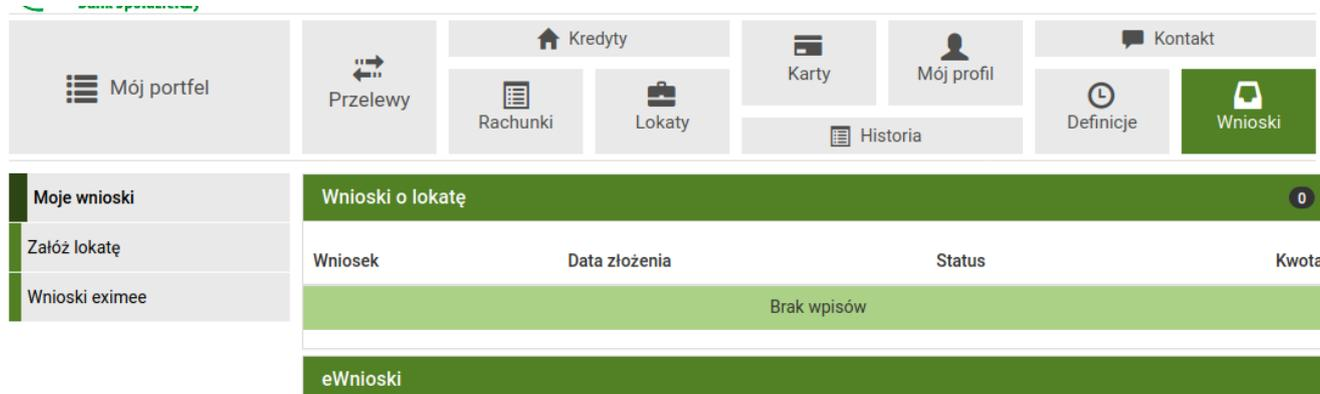 Mój portfel
Przelewy
Kredyty
Rachunki
Lokaty
Karty
Mój profil
Historia
Kontakt
Definicje
Wnioski
Moje wnioski
Załóż lokatę
Wnioski eximee
Wnioski o lokatę 0
Wniosek Data złożenia Status Kwota
Brak wpisów
eWnioski